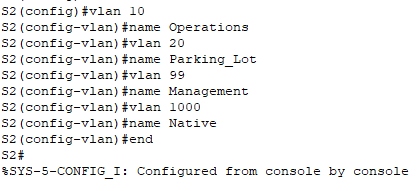 S2(config)#vlan 10
S2(config-vlan)#name Operations
S2(config-vlan)#vlan 20
S2(config-vlan)#name Parking_Lot
S2(config-vlan)#vlan 99
S2(config-vlan)#name Management
S2(config-vlan)#vlan 1000
S2(config-vlan)#name Native
S2(config-vlan)#end
S2#
%SYS-5-CONFIG_I: Configured from console by console